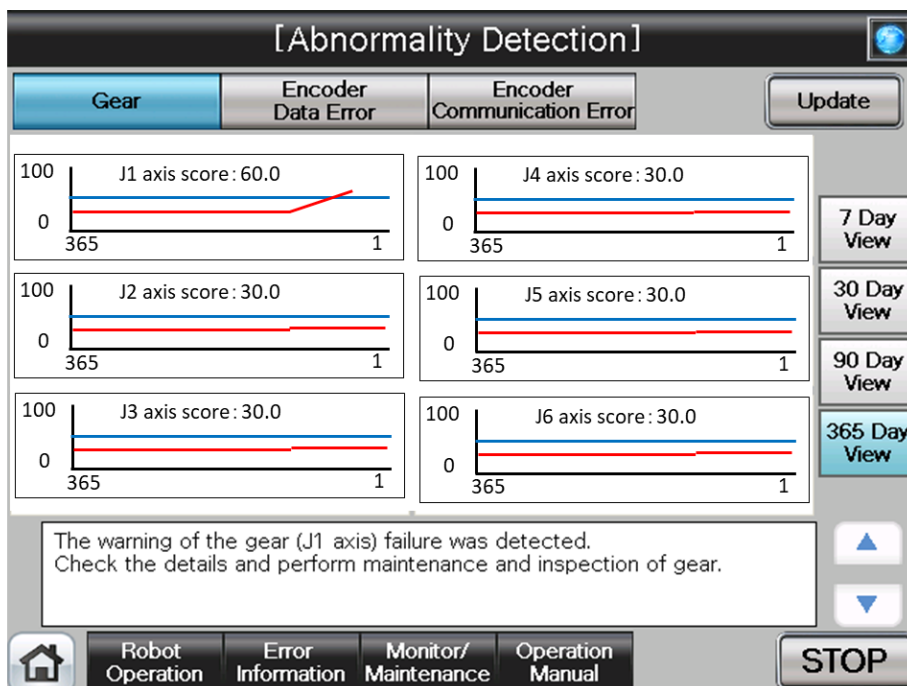 [Abnormality Detection]
Gear
Encoder
Data Error
Encoder
Communication Error
Update
100
J1 axis score:60.0
0
365
1
100
J4 axis score:30.0
0
365
1
100
J2 axis score:30.0
0
365
1
100
J5 axis score:30.0
0
365
1
100
J3 axis score:30.0
0
365
1
100
J6 axis score:30.0
0
365
1
7 Day
View
30 Day
View
90 Day
View
365 Day
View
The warning of the gear (J1 axis) failure was detected.
Check the details and perform maintenance and inspection of gear.
Robot
Operation
Error
Information
Monitor/
Maintenance
Operation
Manual
STOP